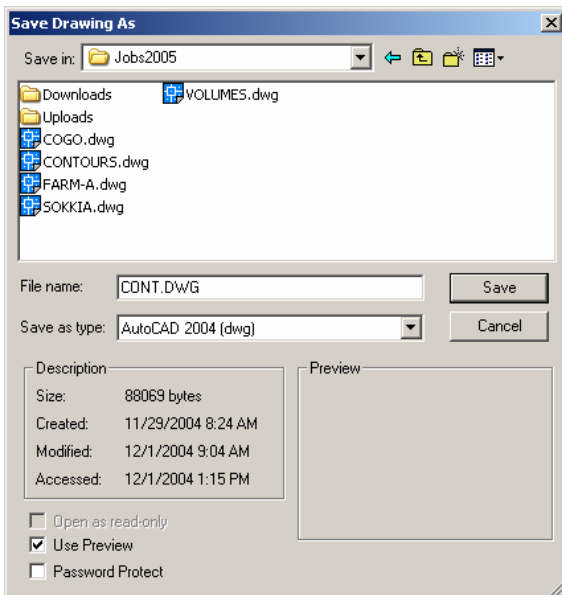 Save Drawing As
Save in: Jobs2005
Downloads
Uploads
COGO.dwg
CONTOURS.dwg
FARM-A.dwg
SOKKIA.dwg
VOLUMES.dwg
File name: CONT.DWG Save
Save as type: AutoCAD 2004 (dwg) Cancel
Description
Size: 88069 bytes
Created: 11/29/2004 8:24 AM
Modified: 12/1/2004 9:04 AM
Accessed: 12/1/2004 1:15 PM
Preview
Open as read-only
Use Preview
Password Protect